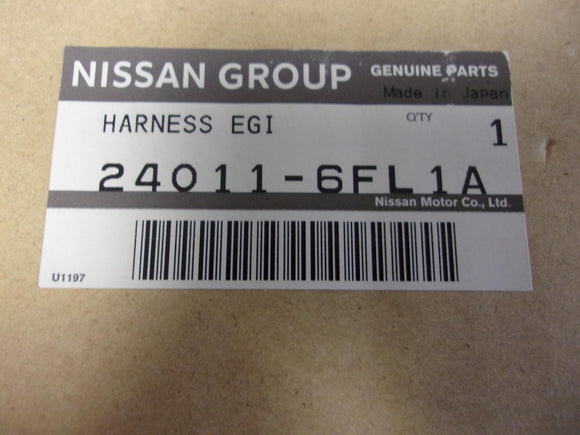 NISSAN GROUP GENUINE PARTS
Made in Japan
HARNESS EGI QTY 1
24011-6FL1A
Nissan Motor Co., Ltd.
U1197